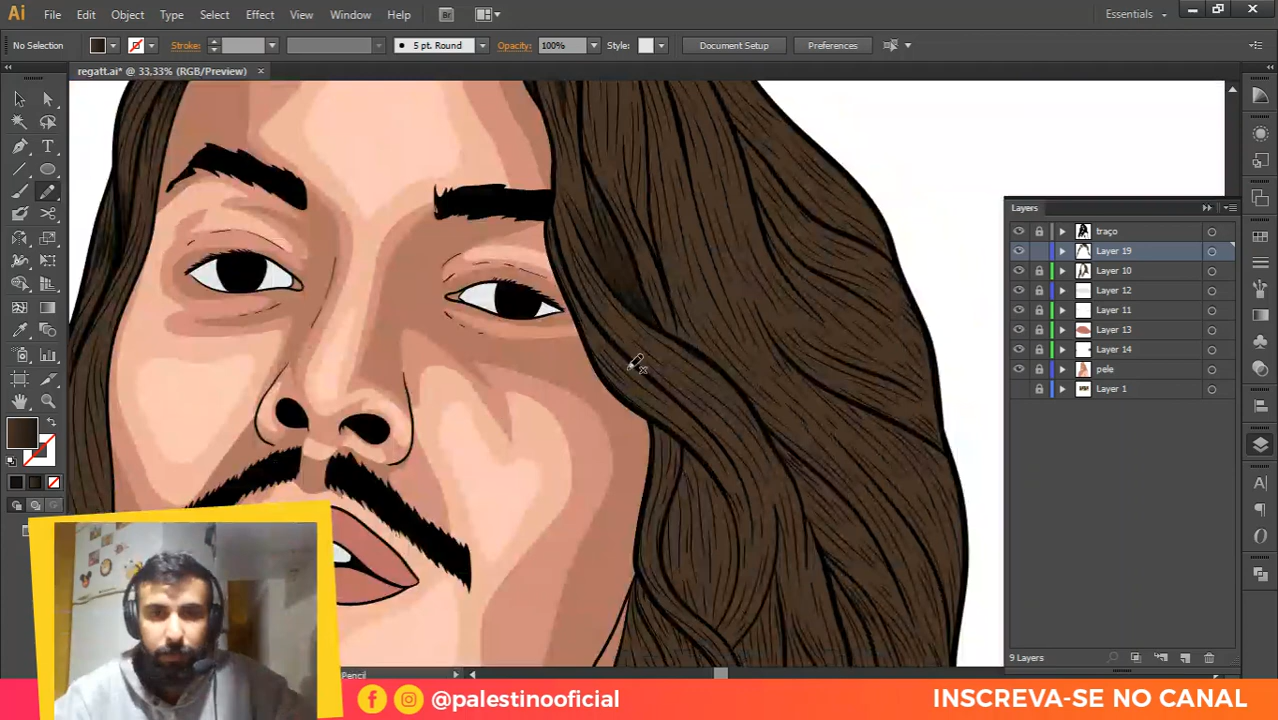 Ai File Edit Object Type Select Effect View Window Help Br Essentials
No Selection Stroke: 5 pt. Round Opacity: 100% Style: Document Setup Preferences
regatt.ai* @ 33,33% (RGB/Preview)
Layers
traço
Layer 19
Layer 10
Layer 12
Layer 11
Layer 13
Layer 14
pele
Layer 1
9 Layers
Pencil
@palestinooficial
INSCREVA-SE NO CANAL